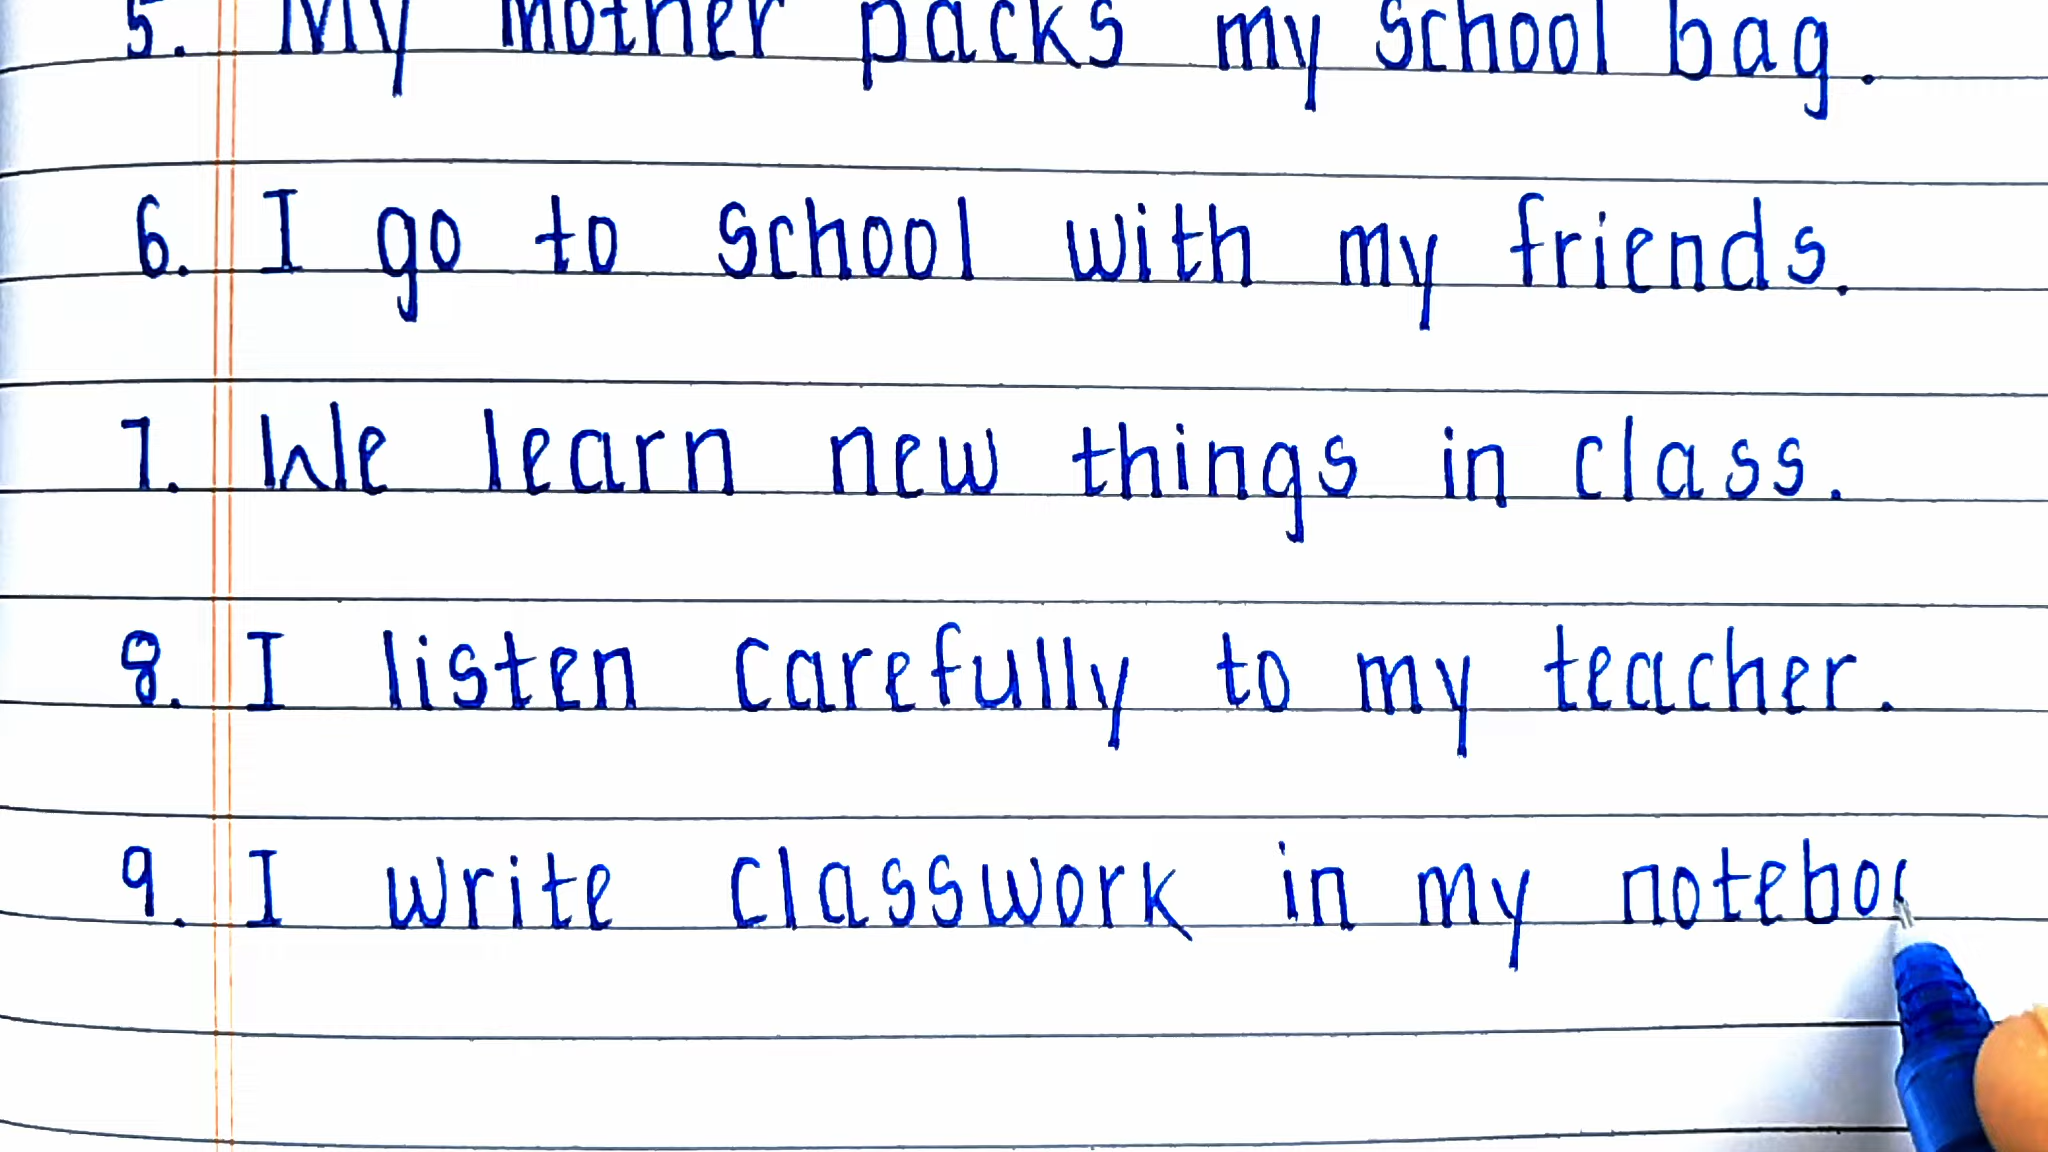 5. My mother packs my school bag.
6. I go to school with my friends.
7. We learn new things in class.
8. I listen carefully to my teacher.
9. I write classwork in my notebo